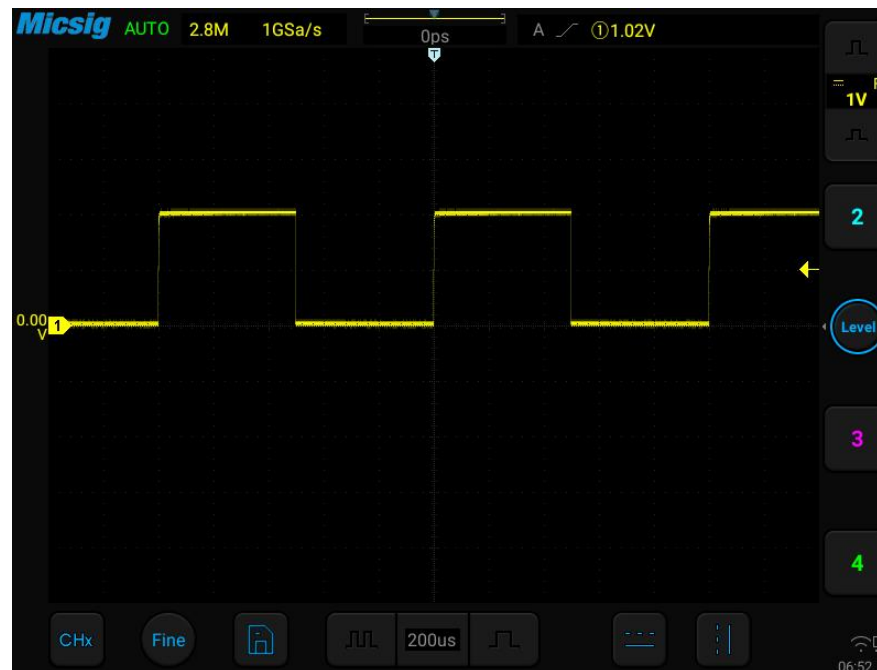 Micsig AUTO 2.8M 1GSa/s 0ps A ①1.02V
T
1V
2
0.00
V
1
Level
3
4
CHx Fine 200us
06:52